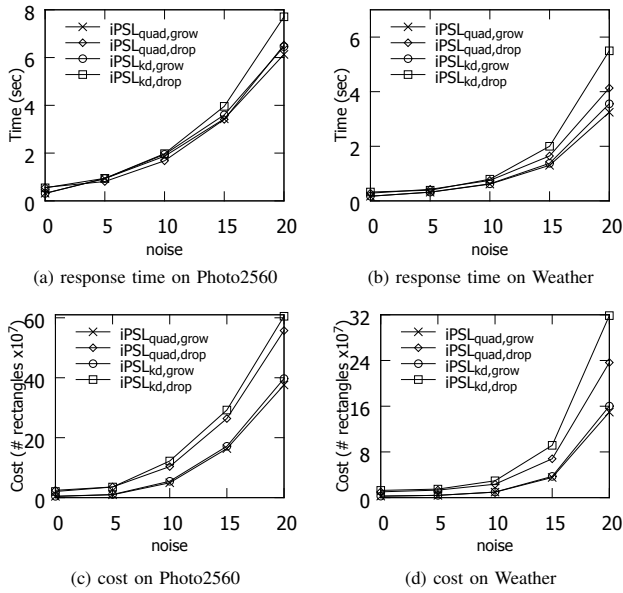 8
6
4
2
0
Time (sec)
iPSLquad,grow
iPSLquad,drop
iPSLkd,grow
iPSLkd,drop
0 5 10 15 20
noise
(a) response time on Photo2560
6
4
2
0
Time (sec)
iPSLquad,grow
iPSLquad,drop
iPSLkd,grow
iPSLkd,drop
0 5 10 15 20
noise
(b) response time on Weather
60
40
20
0
Cost (# rectangles x10⁷)
iPSLquad,grow
iPSLquad,drop
iPSLkd,grow
iPSLkd,drop
0 5 10 15 20
noise
(c) cost on Photo2560
32
24
16
8
0
Cost (# rectangles x10⁷)
iPSLquad,grow
iPSLquad,drop
iPSLkd,grow
iPSLkd,drop
0 5 10 15 20
noise
(d) cost on Weather